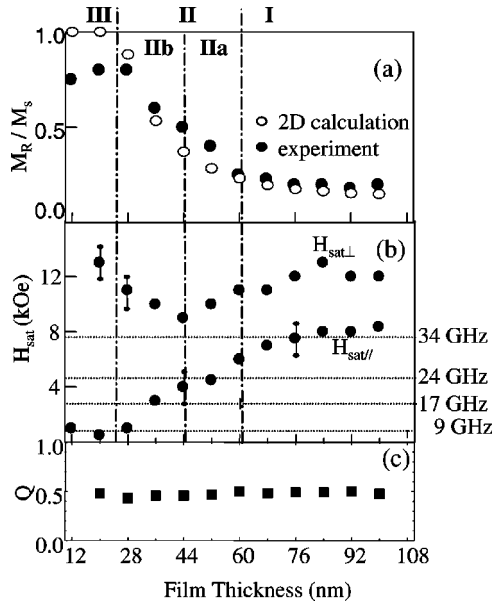 III II I
IIb IIa
1.0
(a)
M_R / M_s
0.5
2D calculation
experiment
0.0
(b)
H_sat⊥
12
H_sat (kOe)
8
34 GHz
H_sat//
24 GHz
4
17 GHz
9 GHz
1.0
(c)
Q
0.5
0.0
12 28 44 60 76 92 108
Film Thickness (nm)